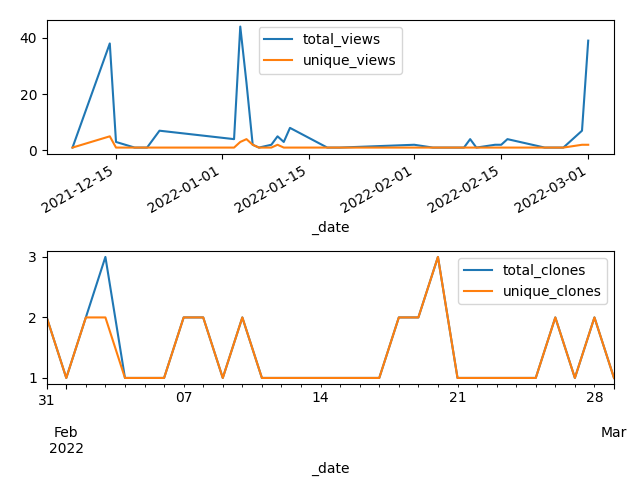 40
20
0
total_views
unique_views
2021-12-15
2022-01-01
2022-01-15
2022-02-01
2022-02-15
2022-03-01
_date
3
2
1
total_clones
unique_clones
31
07
14
21
28
Feb
2022
Mar
_date